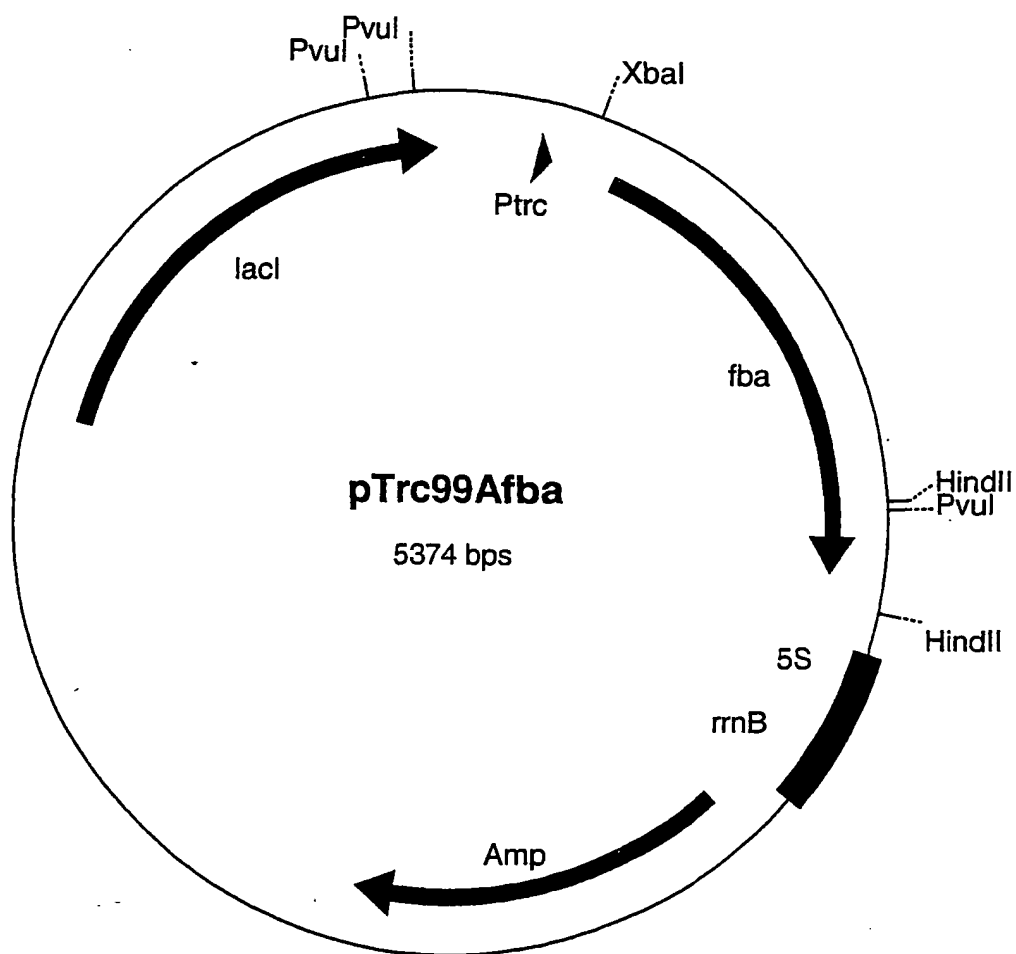 PvuI
PvuI
XbaI
Ptrc
lacI
fba
HindII
PvuI
pTrc99Afba
5374 bps
HindII
5S
rrnB
Amp